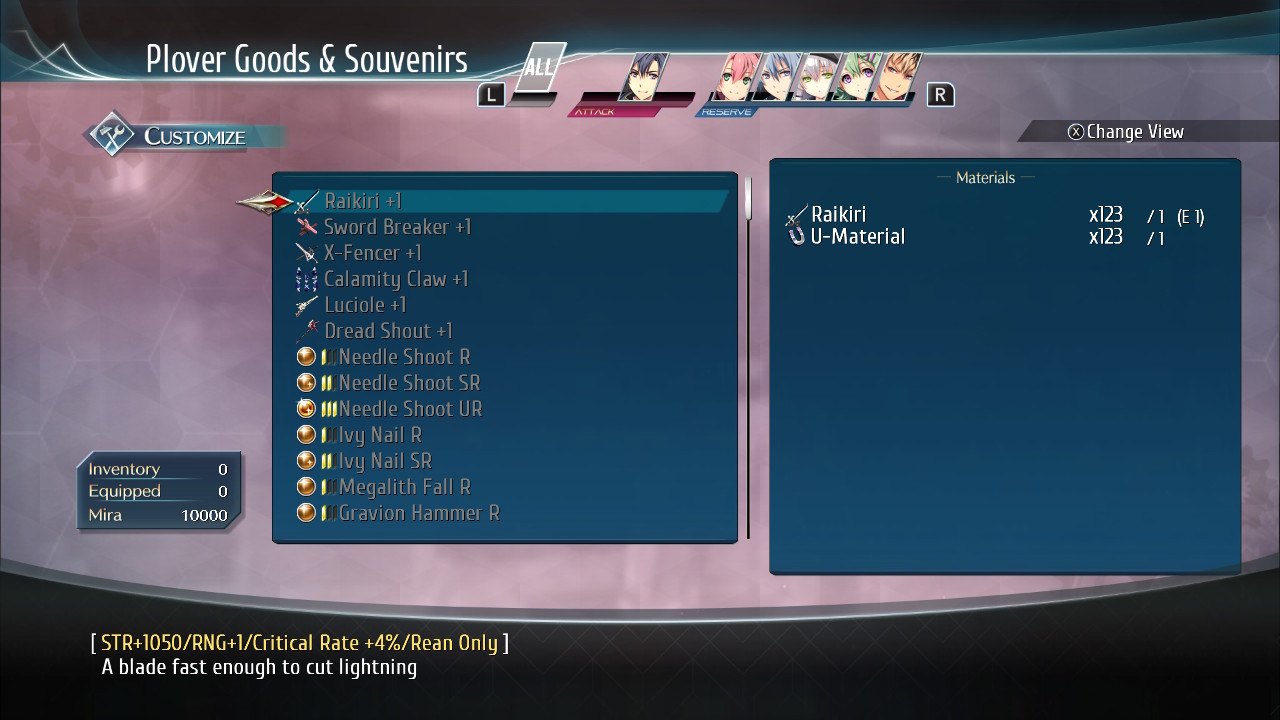 Plover Goods & Souvenirs
ALL
L
ATTACK
RESERVE
R
CUSTOMIZE
X Change View
Raikiri +1
Sword Breaker +1
X-Fencer +1
Calamity Claw +1
Luciole +1
Dread Shout +1
Needle Shoot R
Needle Shoot SR
Needle Shoot UR
Ivy Nail R
Ivy Nail SR
Megalith Fall R
Gravion Hammer R
Materials
Raikiri x123 / 1 (E 1)
U-Material x123 / 1
Inventory 0
Equipped 0
Mira 10000
[ STR+1050/RNG+1/Critical Rate +4%/Rean Only ]
A blade fast enough to cut lightning